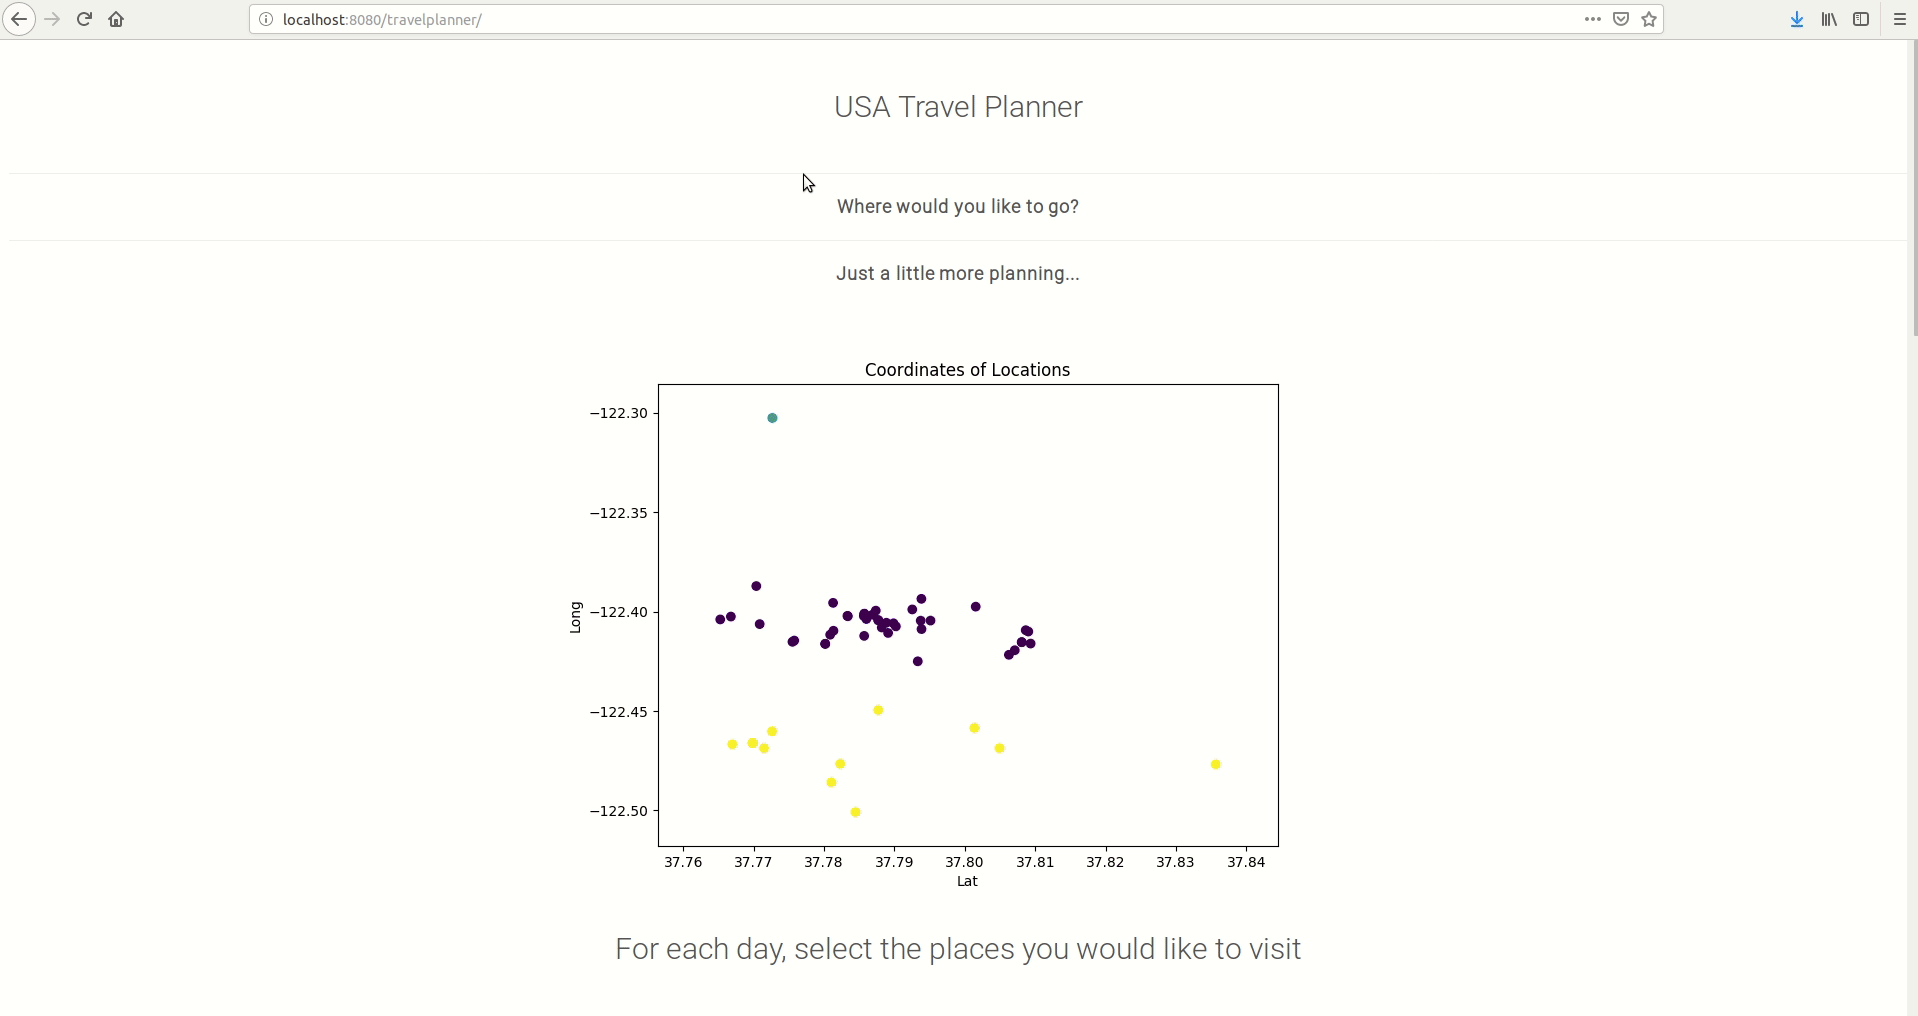 localhost:8080/travelplanner/
USA Travel Planner
Where would you like to go?
Just a little more planning...
Coordinates of Locations
−122.30
−122.35
−122.40
−122.45
−122.50
Long
37.76 37.77 37.78 37.79 37.80 37.81 37.82 37.83 37.84
Lat
For each day, select the places you would like to visit